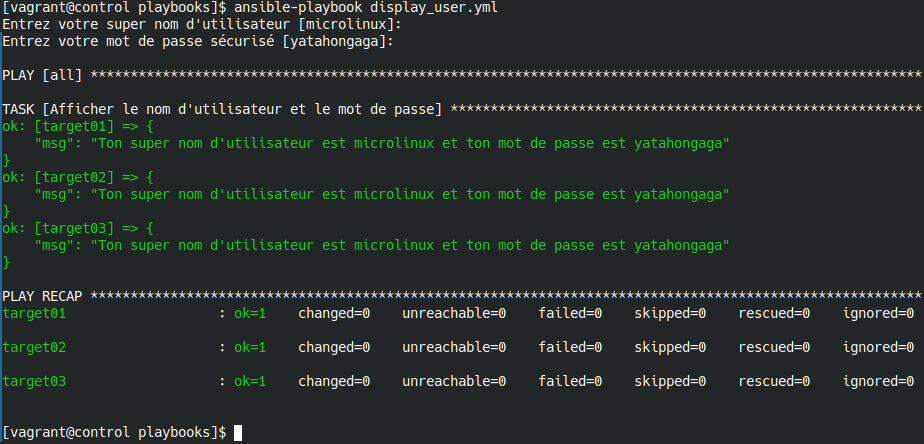 [vagrant@control playbooks]$ ansible-playbook display_user.yml
Entrez votre super nom d'utilisateur [microlinux]:
Entrez votre mot de passe sécurisé [yatahongaga]:
PLAY [all] ********************************************************************************************************
TASK [Afficher le nom d'utilisateur et le mot de passe] ***********************************************************
ok: [target01] => {
    "msg": "Ton super nom d'utilisateur est microlinux et ton mot de passe est yatahongaga"
}
ok: [target02] => {
    "msg": "Ton super nom d'utilisateur est microlinux et ton mot de passe est yatahongaga"
}
ok: [target03] => {
    "msg": "Ton super nom d'utilisateur est microlinux et ton mot de passe est yatahongaga"
}
PLAY RECAP ********************************************************************************************************
target01                   : ok=1    changed=0    unreachable=0    failed=0    skipped=0    rescued=0    ignored=0
target02                   : ok=1    changed=0    unreachable=0    failed=0    skipped=0    rescued=0    ignored=0
target03                   : ok=1    changed=0    unreachable=0    failed=0    skipped=0    rescued=0    ignored=0
[vagrant@control playbooks]$